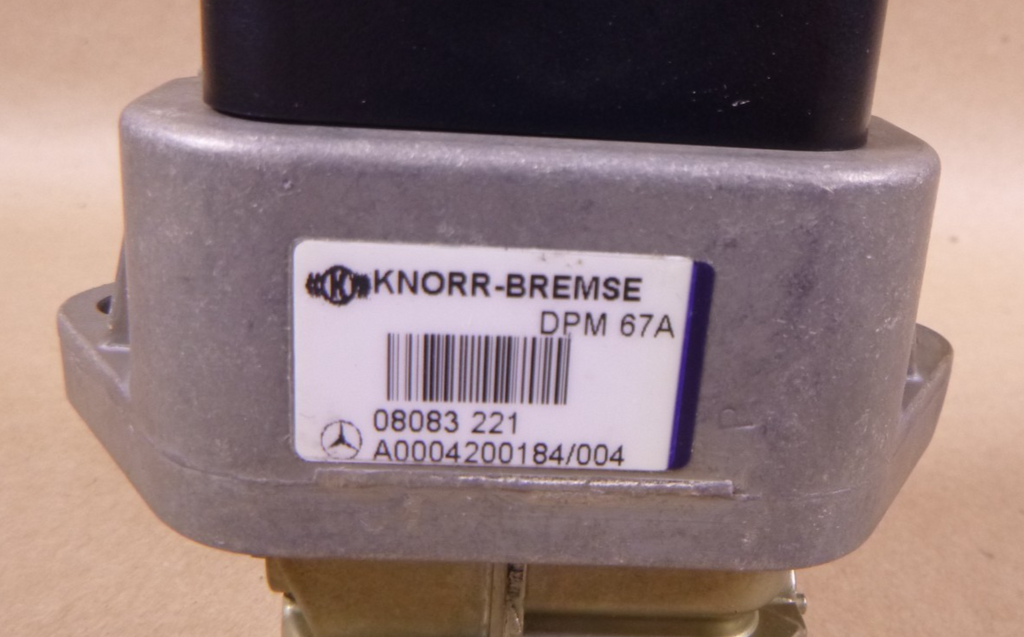 K KNORR-BREMSE
DPM 67A
08083 221
A0004200184/004